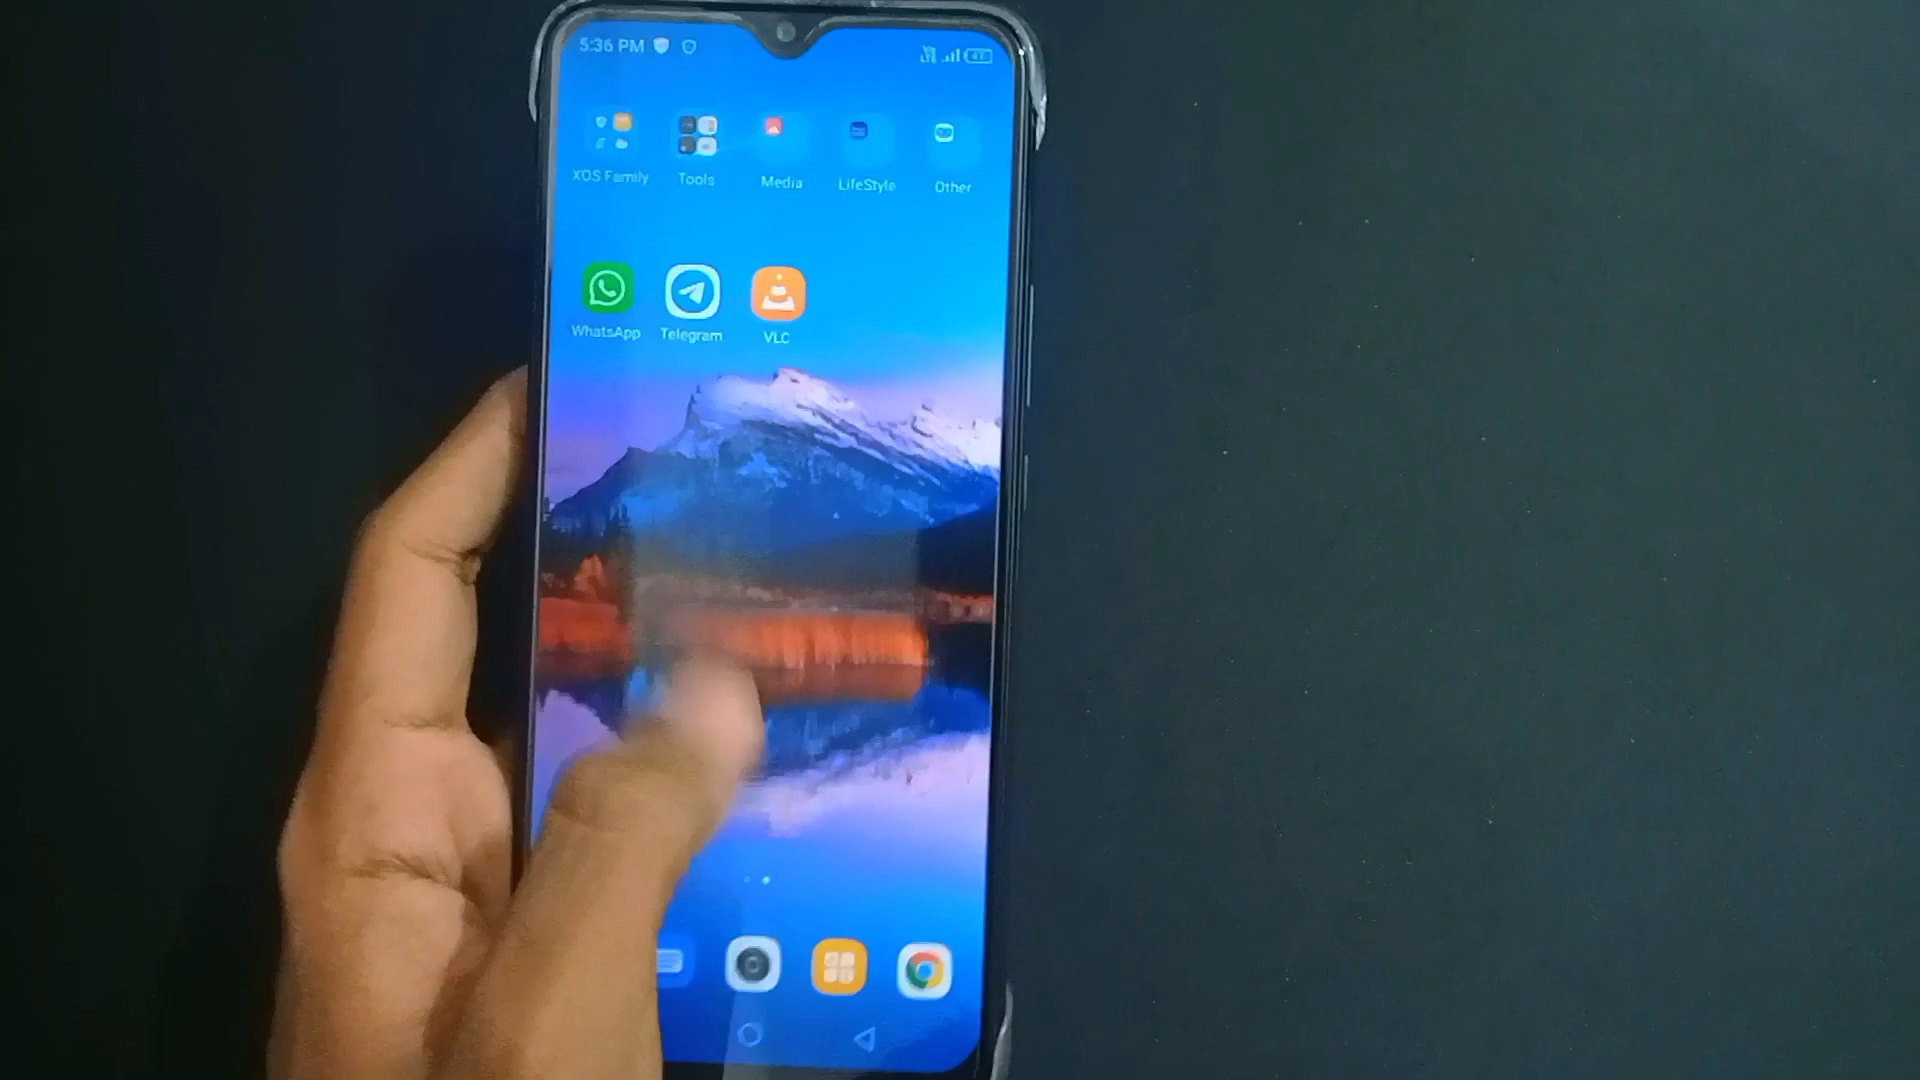 5:36 PM
XOS Family Tools Media LifeStyle Other
WhatsApp Telegram VLC